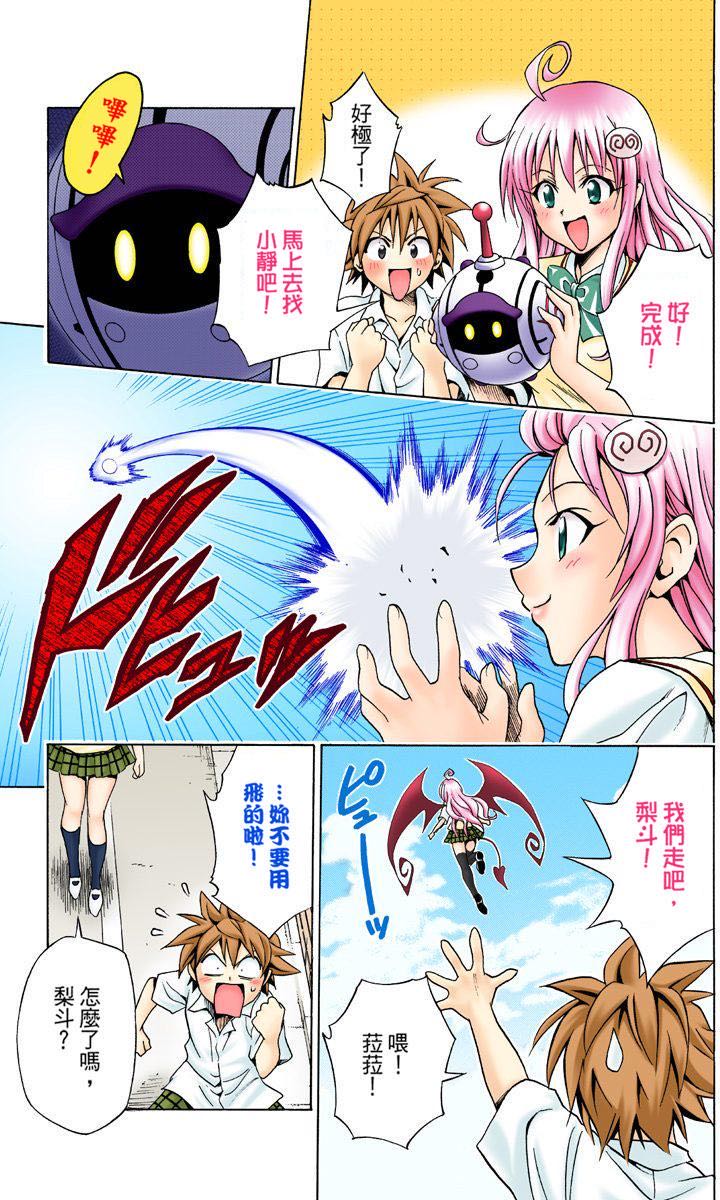 好！
完成！
好極了！
馬上去找
小靜吧！
嗶嗶！
ドドビュッ
我們走吧，
梨斗！
ピュー
喂！
菈菈！
…妳不要用
飛的啦！
怎麼了嗎，
梨斗？